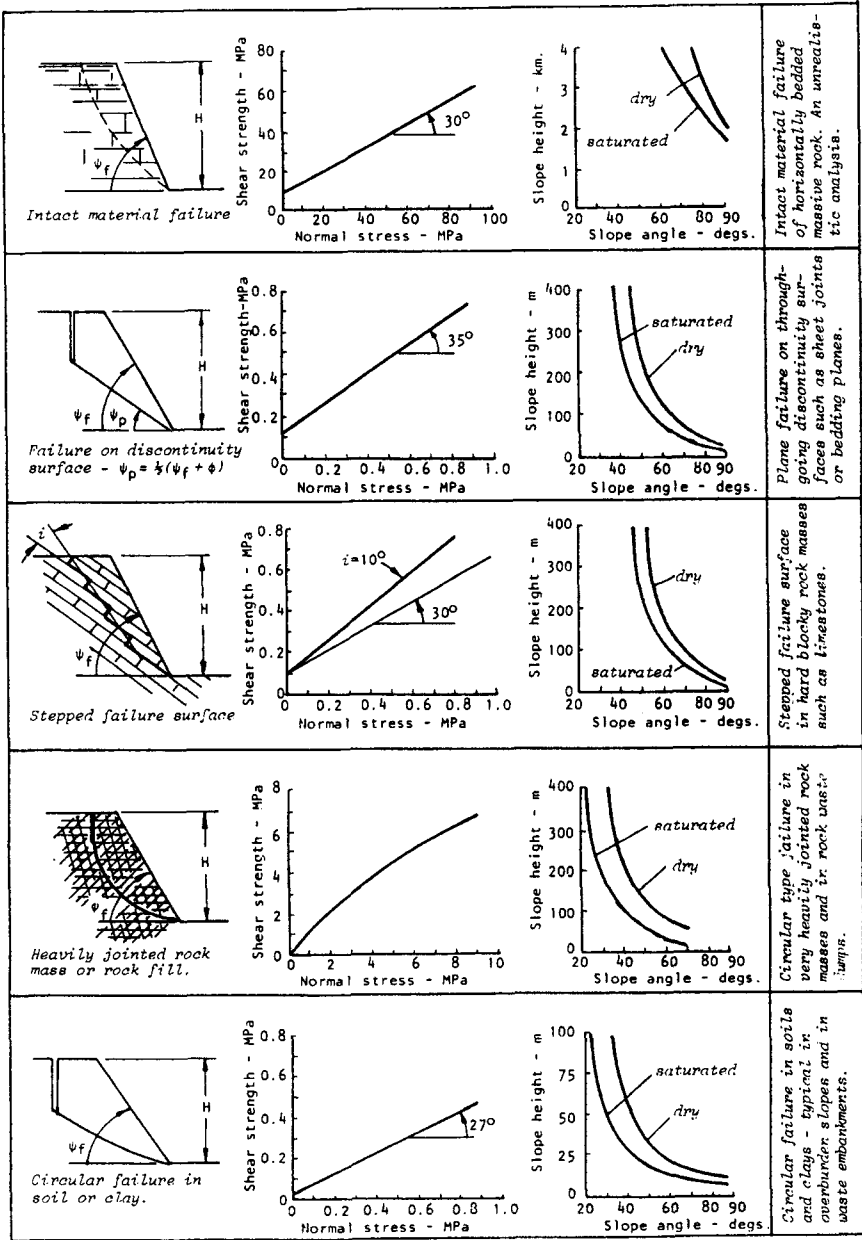 Shear strength - MPa
80
60
40
20
10
0
0 20 40 60 80 100
Normal stress - MPa
30°
Slope height - km.
4
3
2
1
0
20 40 60 80 90
Slope angle - degs.
dry
saturated
H
ψf
Intact material failure
Intact material failure
of horizontally bedded
massive rock. An unrealis-
tic analysis.
Shear strength-MPa
0.8
0.6
0.4
0.2
0
0 0.2 0.4 0.6 0.8 1.0
Normal stress - MPa
35°
Slope height - m
400
300
200
100
0
20 40 60 80 90
Slope angle - degs.
saturated
dry
H
ψf ψp
Failure on discontinuity
surface - ψp = ½(ψf + φ)
Plane failure on through-
going discontinuity sur-
faces such as sheet joints
or bedding planes.
i
H
ψf
Stepped failure surface
Shear strength - MPa
0.8
0.6
0.4
0.2
0
0 0.2 0.4 0.6 0.8 1.0
Normal stress - MPa
i=10°
30°
Slope height - m
400
300
200
100
0
20 40 60 80 90
Slope angle - degs.
dry
saturated
Stepped failure surface
in hard blocky rock masses
such as limestones.
H
ψf
Heavily jointed rock
mass or rock fill.
Shear strength - MPa
8
6
4
2
0
0 2 4 6 8 10
Normal stress - MPa
Slope height - m
400
300
200
100
0
20 40 60 80 90
Slope angle - degs.
saturated
dry
Circular type failure in
very heavily jointed rock
masses and in rock waste
H
ψf
Circular failure in
soil or clay.
Shear strength - MPa
0.8
0.6
0.4
0.2
0
0 0.2 0.4 0.6 0.8 1.0
Normal stress - MPa
27°
Slope height - m
100
75
50
25
0
20 40 60 80 90
Slope angle - degs.
saturated
dry
Circular failure in soils
and clays - typical in
overburden slopes and in
waste embankments.